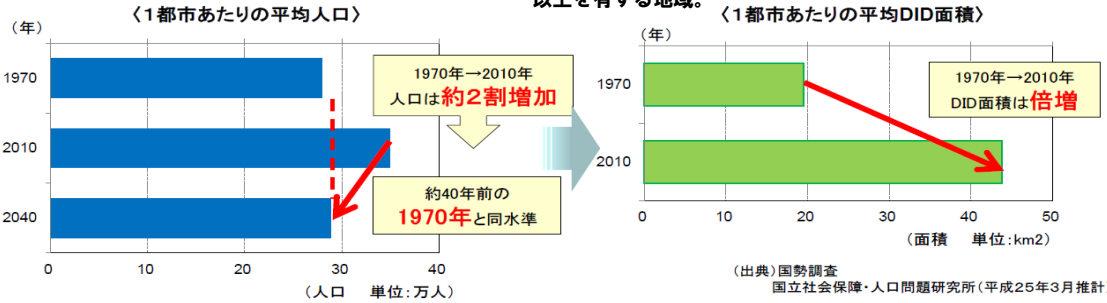 以上を有する地域。
〈１都市あたりの平均人口〉
(年)
1970
2010
2040
0
10
20
30
40
(人口　単位:万人)
1970年→2010年
人口は約２割増加
約40年前の
1970年と同水準
〈１都市あたりの平均DID面積〉
(年)
1970
2010
0
10
20
30
40
50
(面積　単位:km2)
1970年→2010年
DID面積は倍増
(出典)国勢調査
国立社会保障・人口問題研究所(平成25年3月推計)